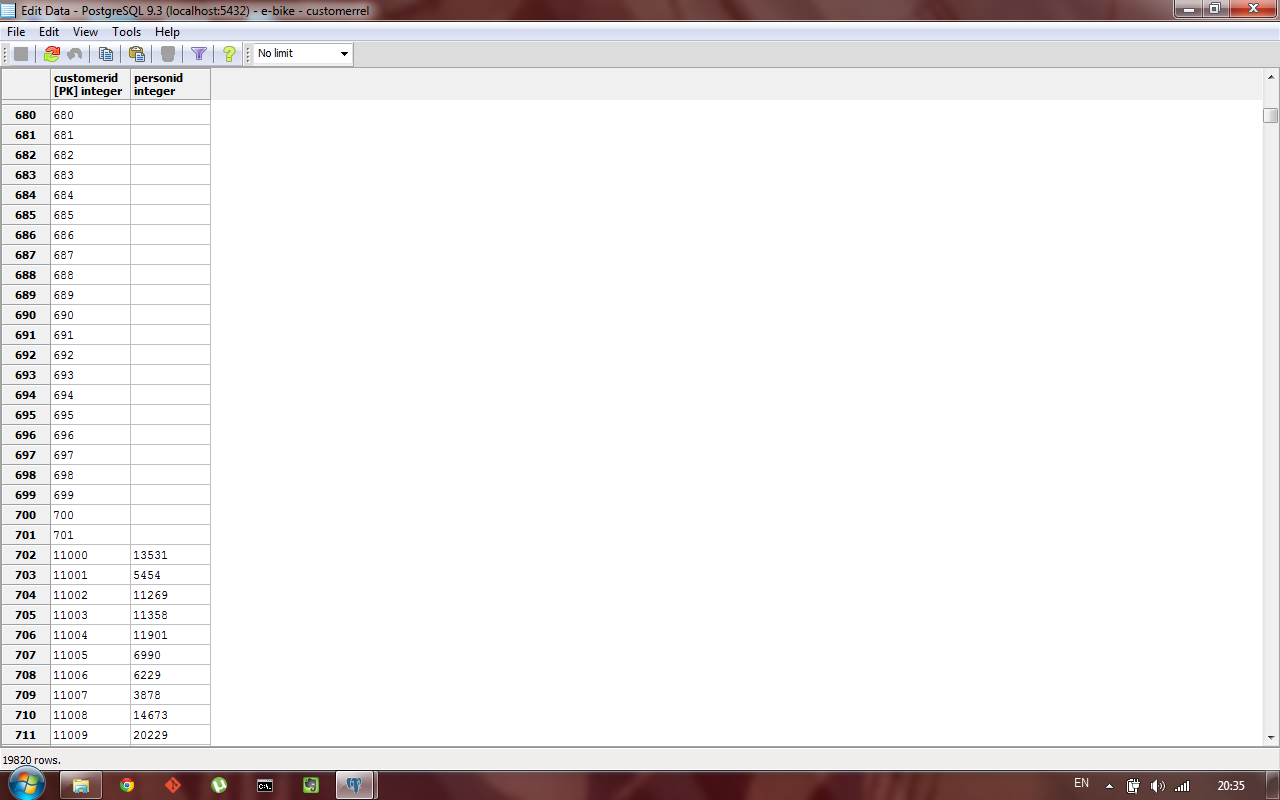 Edit Data - PostgreSQL 9.3 (localhost:5432) - e-bike - customerrel
File Edit View Tools Help
No limit
customerid personid
[PK] integer integer
680 680
681 681
682 682
683 683
684 684
685 685
686 686
687 687
688 688
689 689
690 690
691 691
692 692
693 693
694 694
695 695
696 696
697 697
698 698
699 699
700 700
701 701
702 11000 13531
703 11001 5454
704 11002 11269
705 11003 11358
706 11004 11901
707 11005 6990
708 11006 6229
709 11007 3878
710 11008 14673
711 11009 20229
19820 rows.
C:\.
EN 20:35